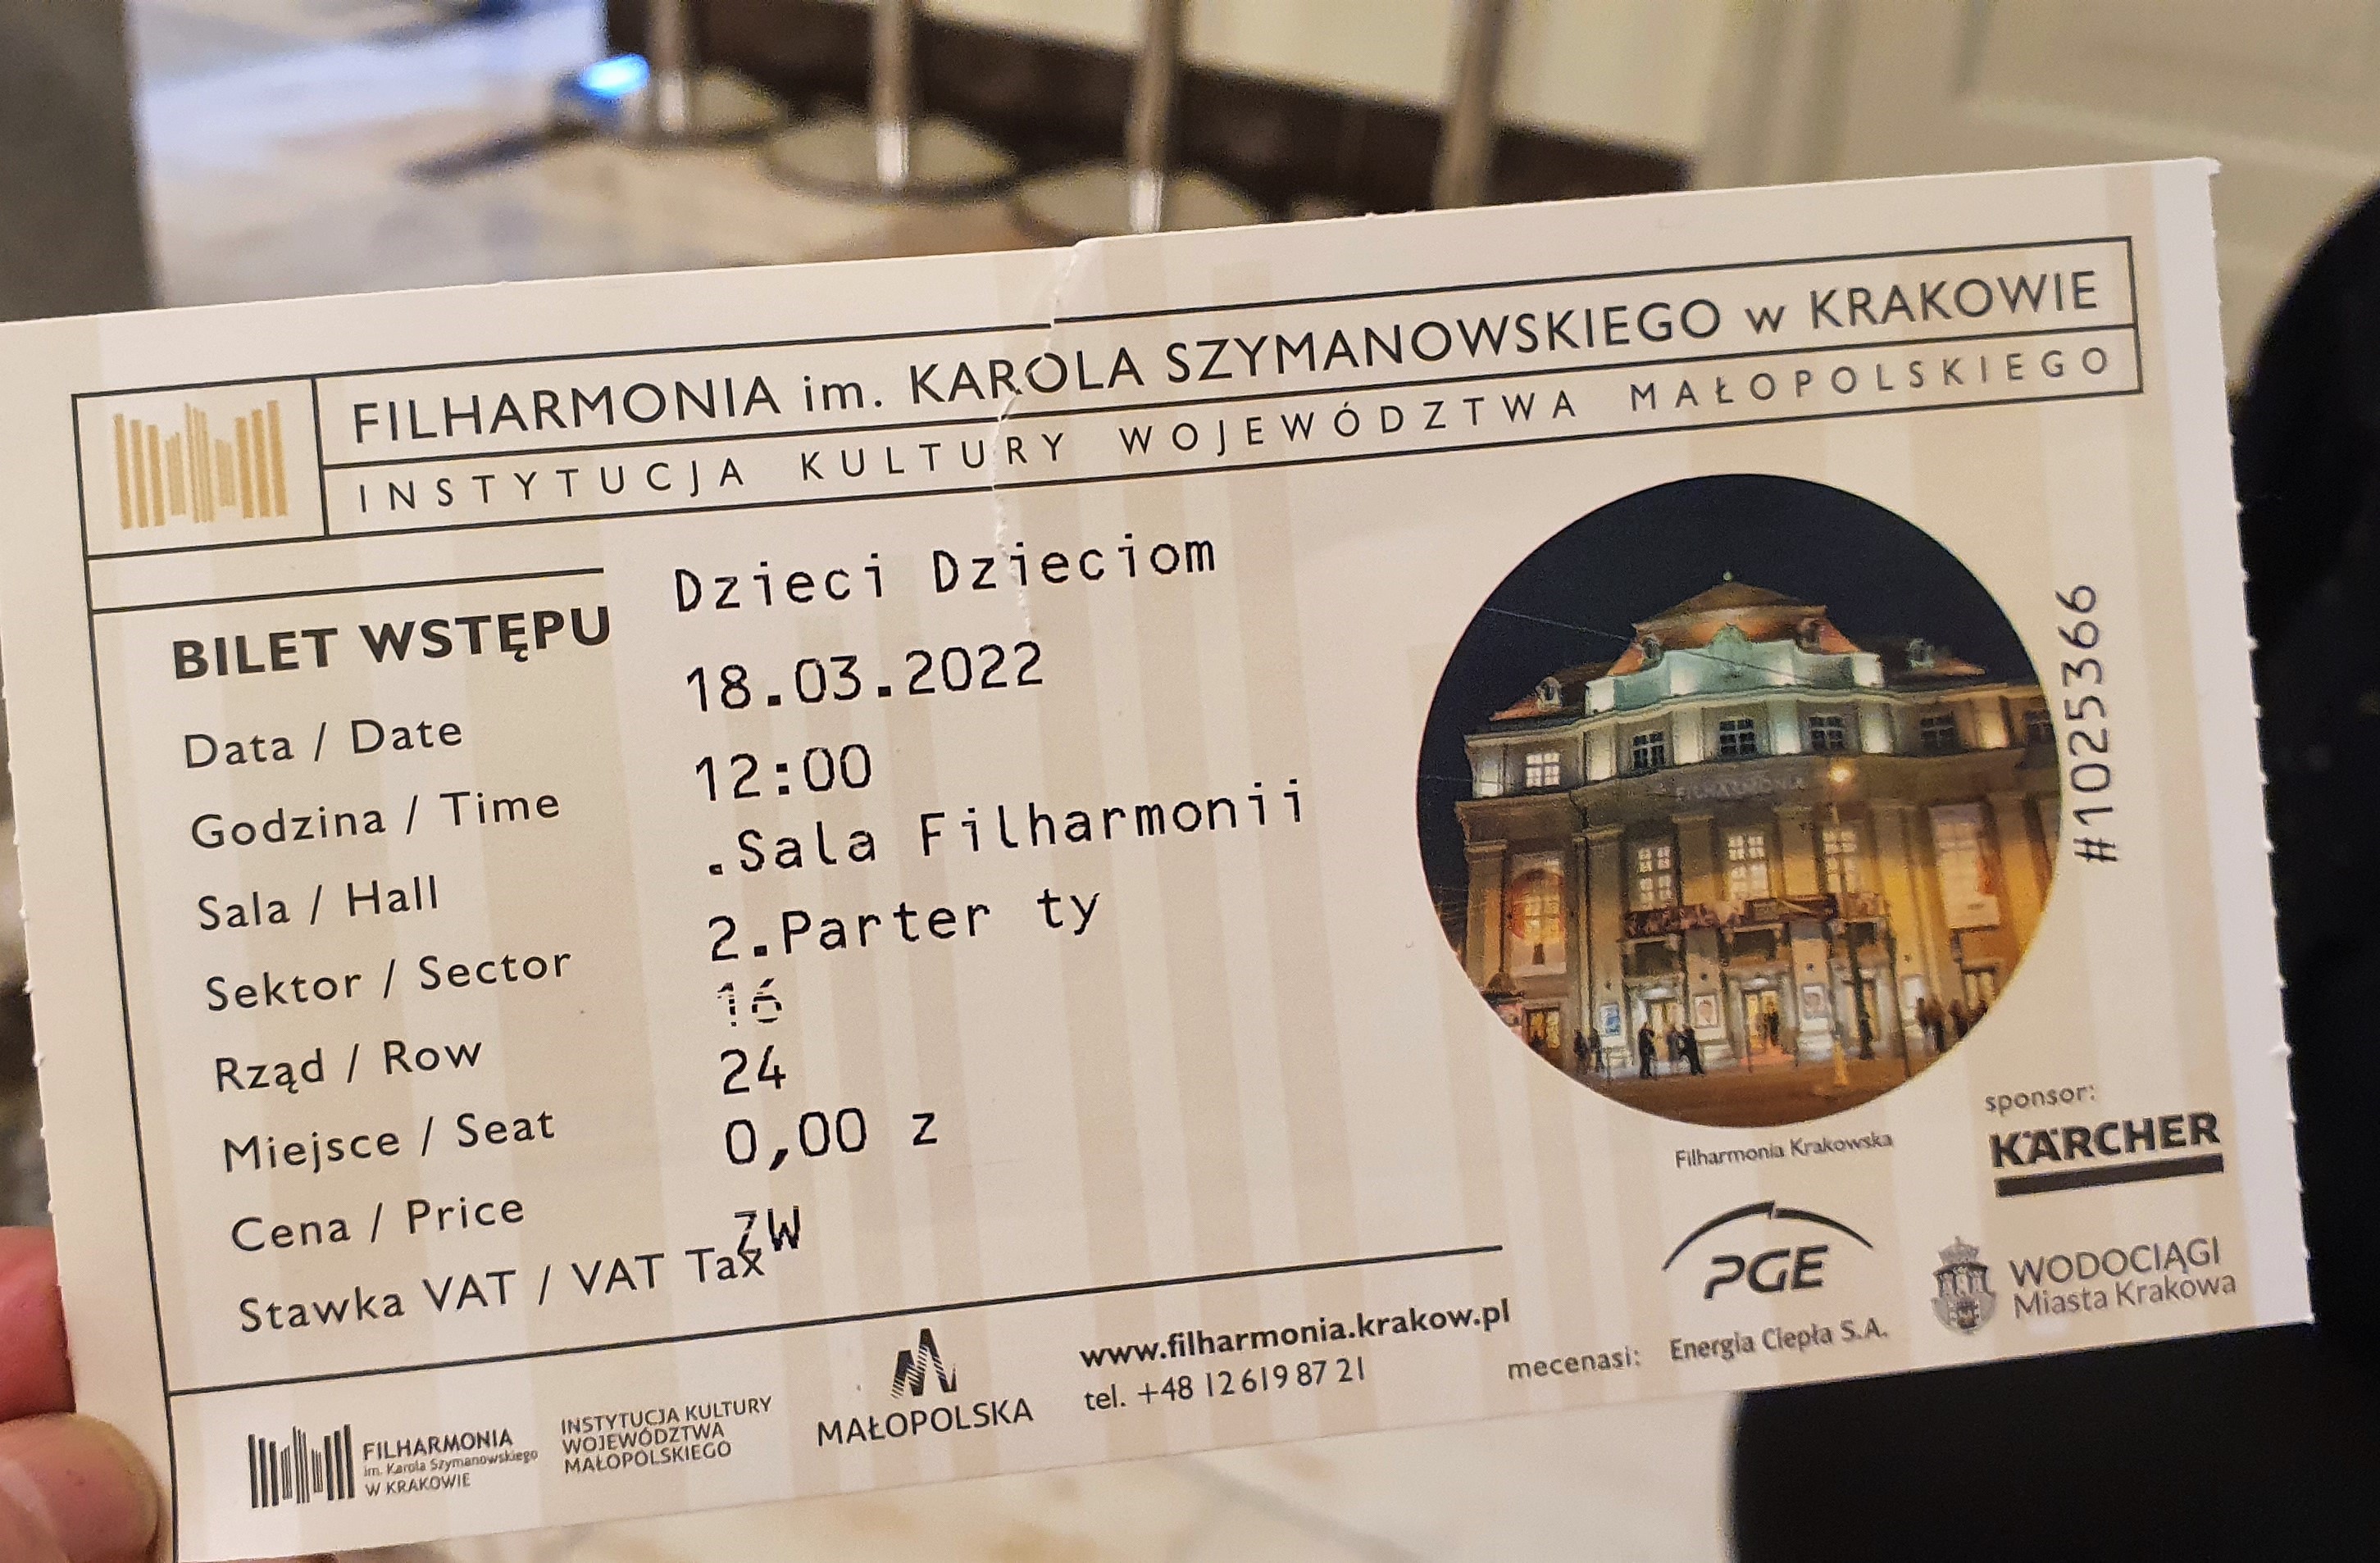 FILHARMONIA im. KAROLA SZYMANOWSKIEGO w KRAKOWIE
INSTYTUCJA KULTURY WOJEWÓDZTWA MAŁOPOLSKIEGO
BILET WSTĘPU
Dzieci Dzieciom
Data / Date
18.03.2022
Godzina / Time
12:00
Sala / Hall
.Sala Filharmonii
Sektor / Sector
2.Parter ty
Rząd / Row
16
Miejsce / Seat
24
Cena / Price
0,00 z
Stawka VAT / VAT Tax
ZW
#1025366
FILHARMONIA
Filharmonia Krakowska
sponsor:
KÄRCHER
mecenasi:
PGE
Energia Ciepła S.A.
WODOCIĄGI
Miasta Krakowa
FILHARMONIA
im. Karola Szymanowskiego
W KRAKOWIE
INSTYTUCJA KULTURY
WOJEWÓDZTWA
MAŁOPOLSKIEGO
MAŁOPOLSKA
www.filharmonia.krakow.pl
tel. +48 12 619 87 21